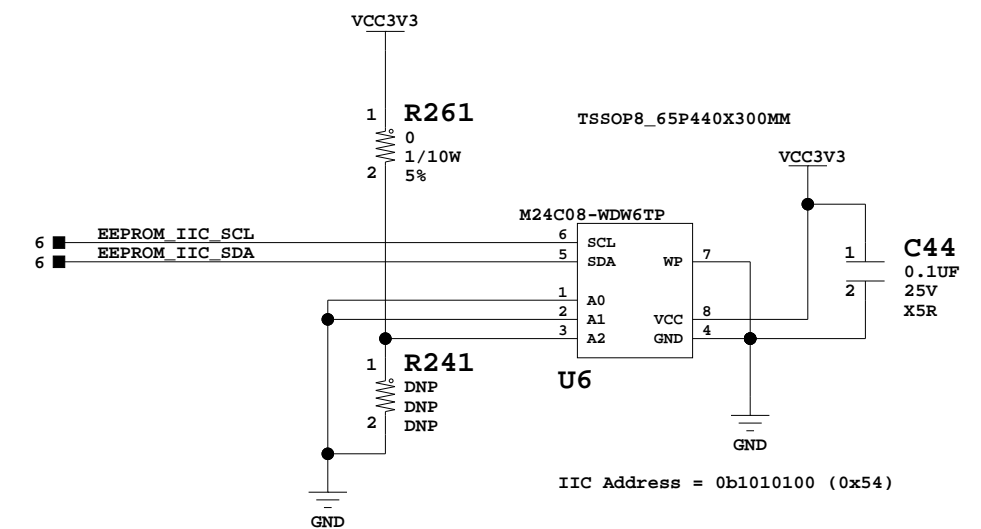 VCC3V3
1 R261
0
1/10W
2 5%
TSSOP8_65P440X300MM
VCC3V3
M24C08-WDW6TP
6 EEPROM_IIC_SCL 6 SCL
6 EEPROM_IIC_SDA 5 SDA WP 7
1 A0
2 A1 VCC 8
3 A2 GND 4
U6
1 C44
0.1UF
2 25V
X5R
1 R241
DNP
DNP
2 DNP
GND
GND
IIC Address = 0b1010100 (0x54)